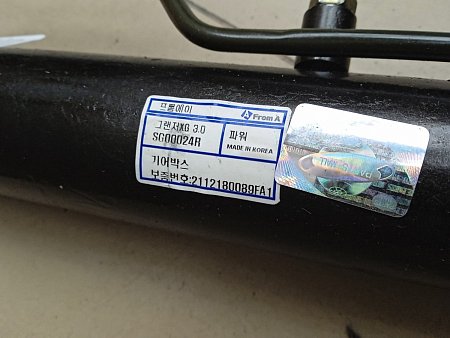 프롬에이
From A
그랜저XG 3.0
SG00024R
파워
MADE IN KOREA
기어박스
보증번호:2112180089FA1